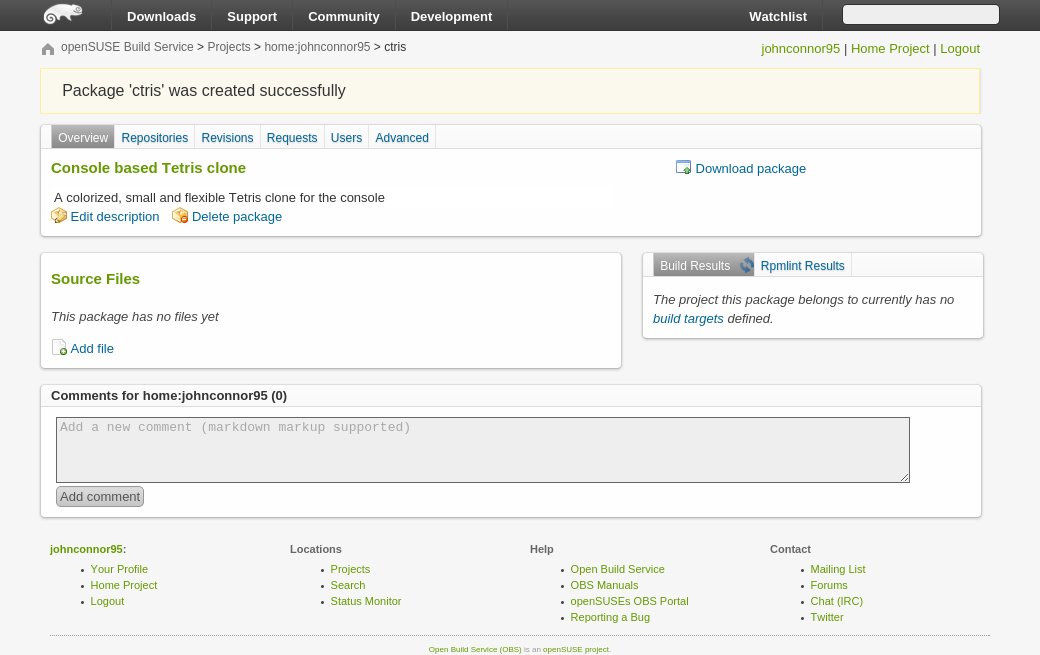 Downloads Support Community Development Watchlist
openSUSE Build Service > Projects > home:johnconnor95 > ctris
johnconnor95 | Home Project | Logout
Package 'ctris' was created successfully
Overview Repositories Revisions Requests Users Advanced
Console based Tetris clone
Download package
A colorized, small and flexible Tetris clone for the console
Edit description Delete package
Source Files
This package has no files yet
Add file
Build Results Rpmlint Results
The project this package belongs to currently has no
build targets defined.
Comments for home:johnconnor95 (0)
Add a new comment (markdown markup supported)
Add comment
johnconnor95:
Your Profile
Home Project
Logout
Locations
Projects
Search
Status Monitor
Help
Open Build Service
OBS Manuals
openSUSEs OBS Portal
Reporting a Bug
Contact
Mailing List
Forums
Chat (IRC)
Twitter
Open Build Service (OBS) is an openSUSE project.